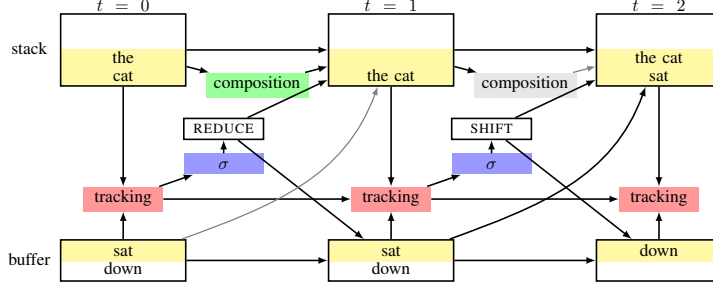 t = 0
t = 1
t = 2
stack
the
cat
composition
the cat
composition
the cat
sat
REDUCE
SHIFT
σ
σ
tracking
tracking
tracking
buffer
sat
down
sat
down
down